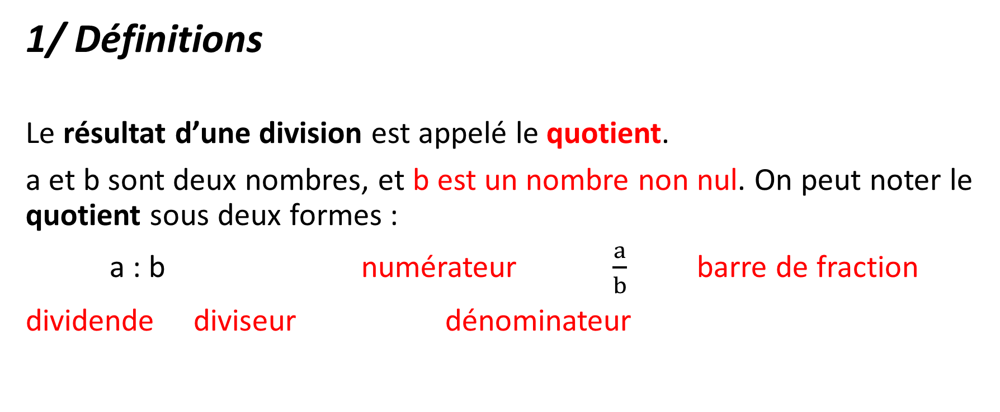 1/ Définitions
Le résultat d’une division est appelé le quotient.
a et b sont deux nombres, et b est un nombre non nul. On peut noter le
quotient sous deux formes :
a : b numérateur a/b barre de fraction
dividende diviseur dénominateur